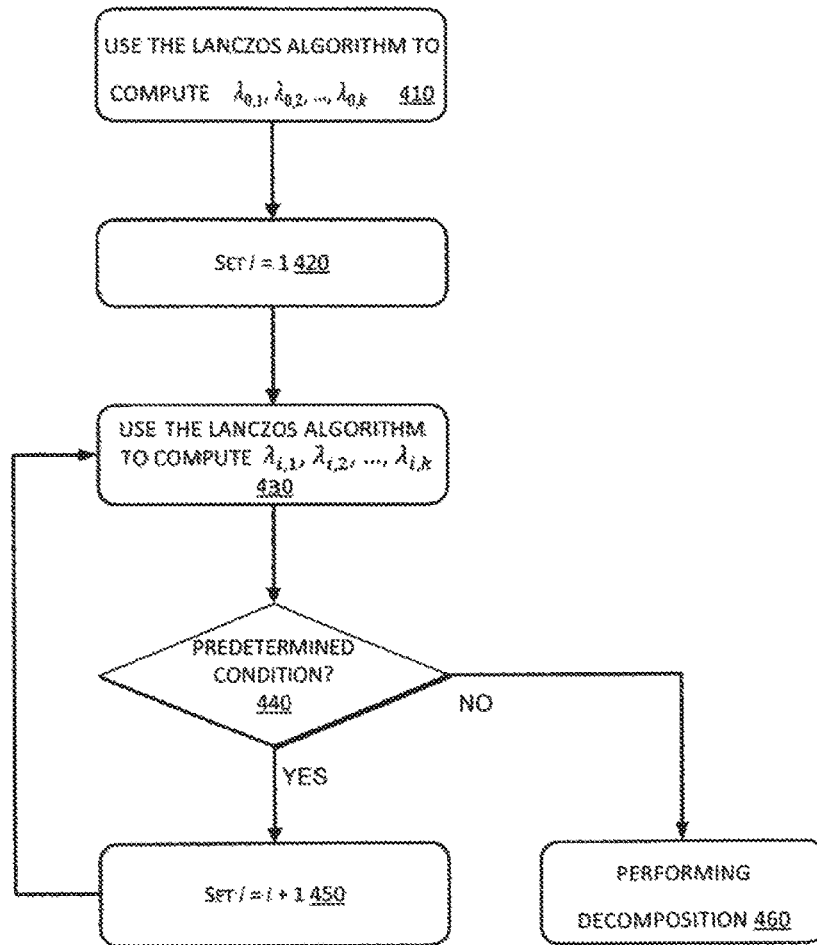 USE THE LANCZOS ALGORITHM TO
COMPUTE λ₀,₁, λ₀,₂, ..., λ₀,ₖ 410
SET i = 1 420
USE THE LANCZOS ALGORITHM
TO COMPUTE λᵢ,₁, λᵢ,₂, ..., λᵢ,ₖ
430
PREDETERMINED
CONDITION?
440
NO
YES
SET i = i + 1 450
PERFORMING
DECOMPOSITION 460